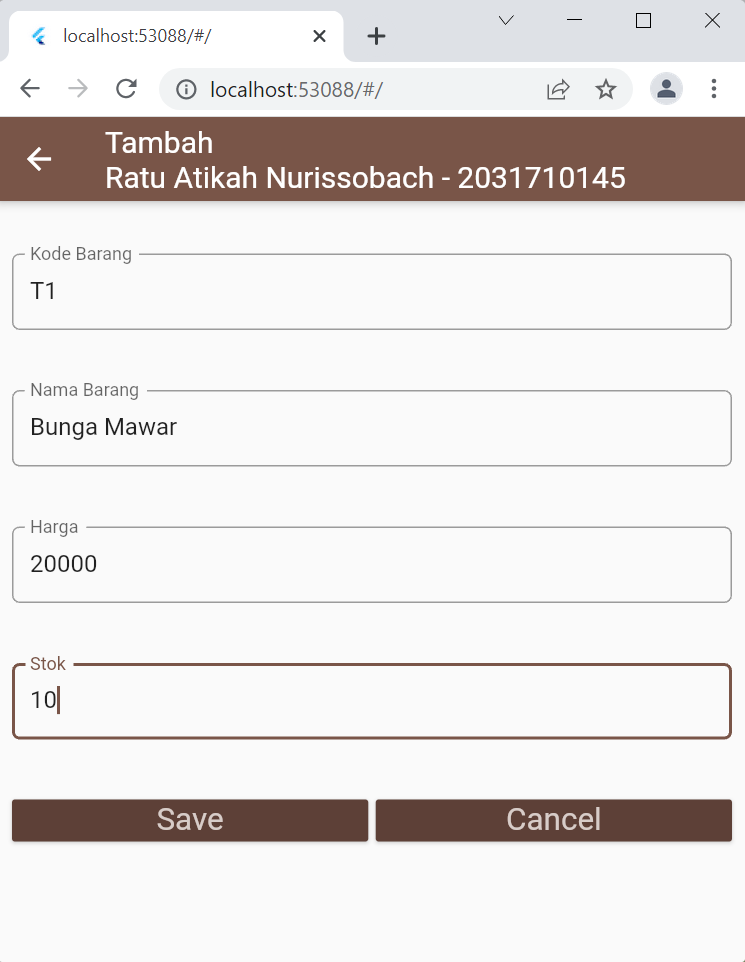 localhost:53088/#/
localhost:53088/#/
Tambah
Ratu Atikah Nurissobach - 2031710145
Kode Barang
T1
Nama Barang
Bunga Mawar
Harga
20000
Stok
10
Save Cancel